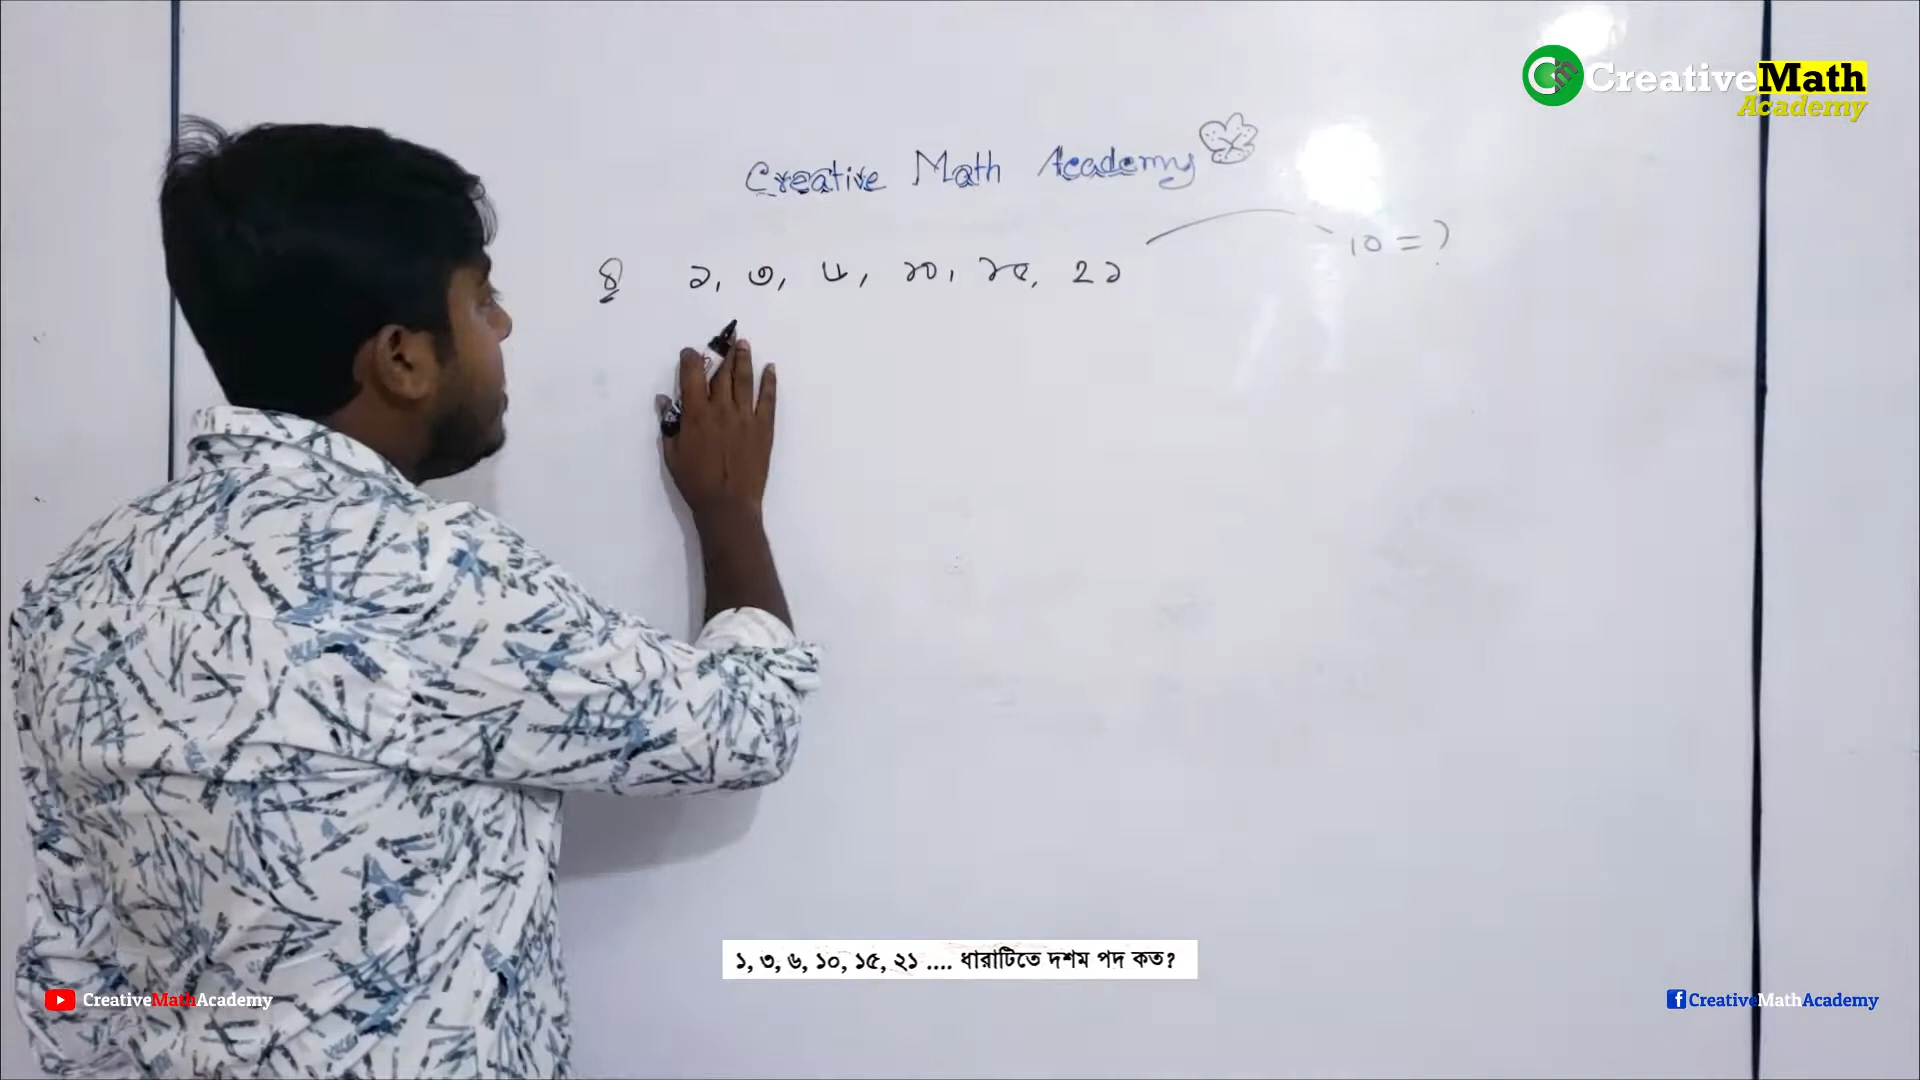 CreativeMath
Academy
Creative Math Academy
10 = ?
১, ৩, ৬, ১০, ১৫, ২১
১, ৩, ৬, ১০, ১৫, ২১ .... ধারাটিতে দশম পদ কত?
CreativeMathAcademy
CreativeMathAcademy